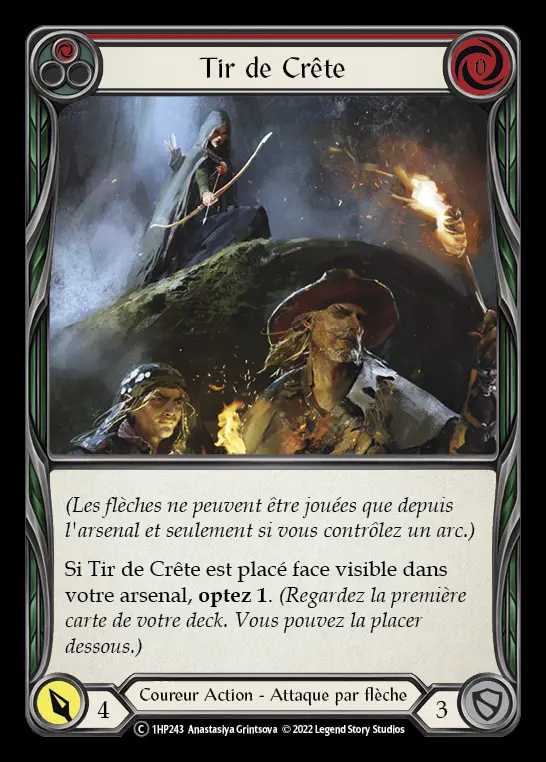 Tir de Crête
0
(Les flèches ne peuvent être jouées que depuis
l'arsenal et seulement si vous contrôlez un arc.)
Si Tir de Crête est placé face visible dans
votre arsenal, optez 1. (Regardez la première
carte de votre deck. Vous pouvez la placer
dessous.)
4
Coureur Action - Attaque par flèche
3
C 1HP243 Anastasiya Grintsova © 2022 Legend Story Studios